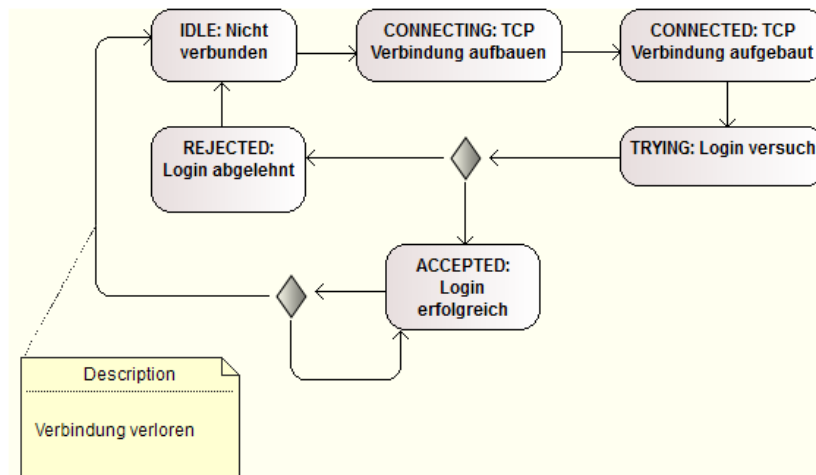 IDLE: Nicht
verbunden
CONNECTING: TCP
Verbindung aufbauen
CONNECTED: TCP
Verbindung aufgebaut
REJECTED:
Login abgelehnt
TRYING: Login versuch
ACCEPTED:
Login
erfolgreich
Description
Verbindung verloren